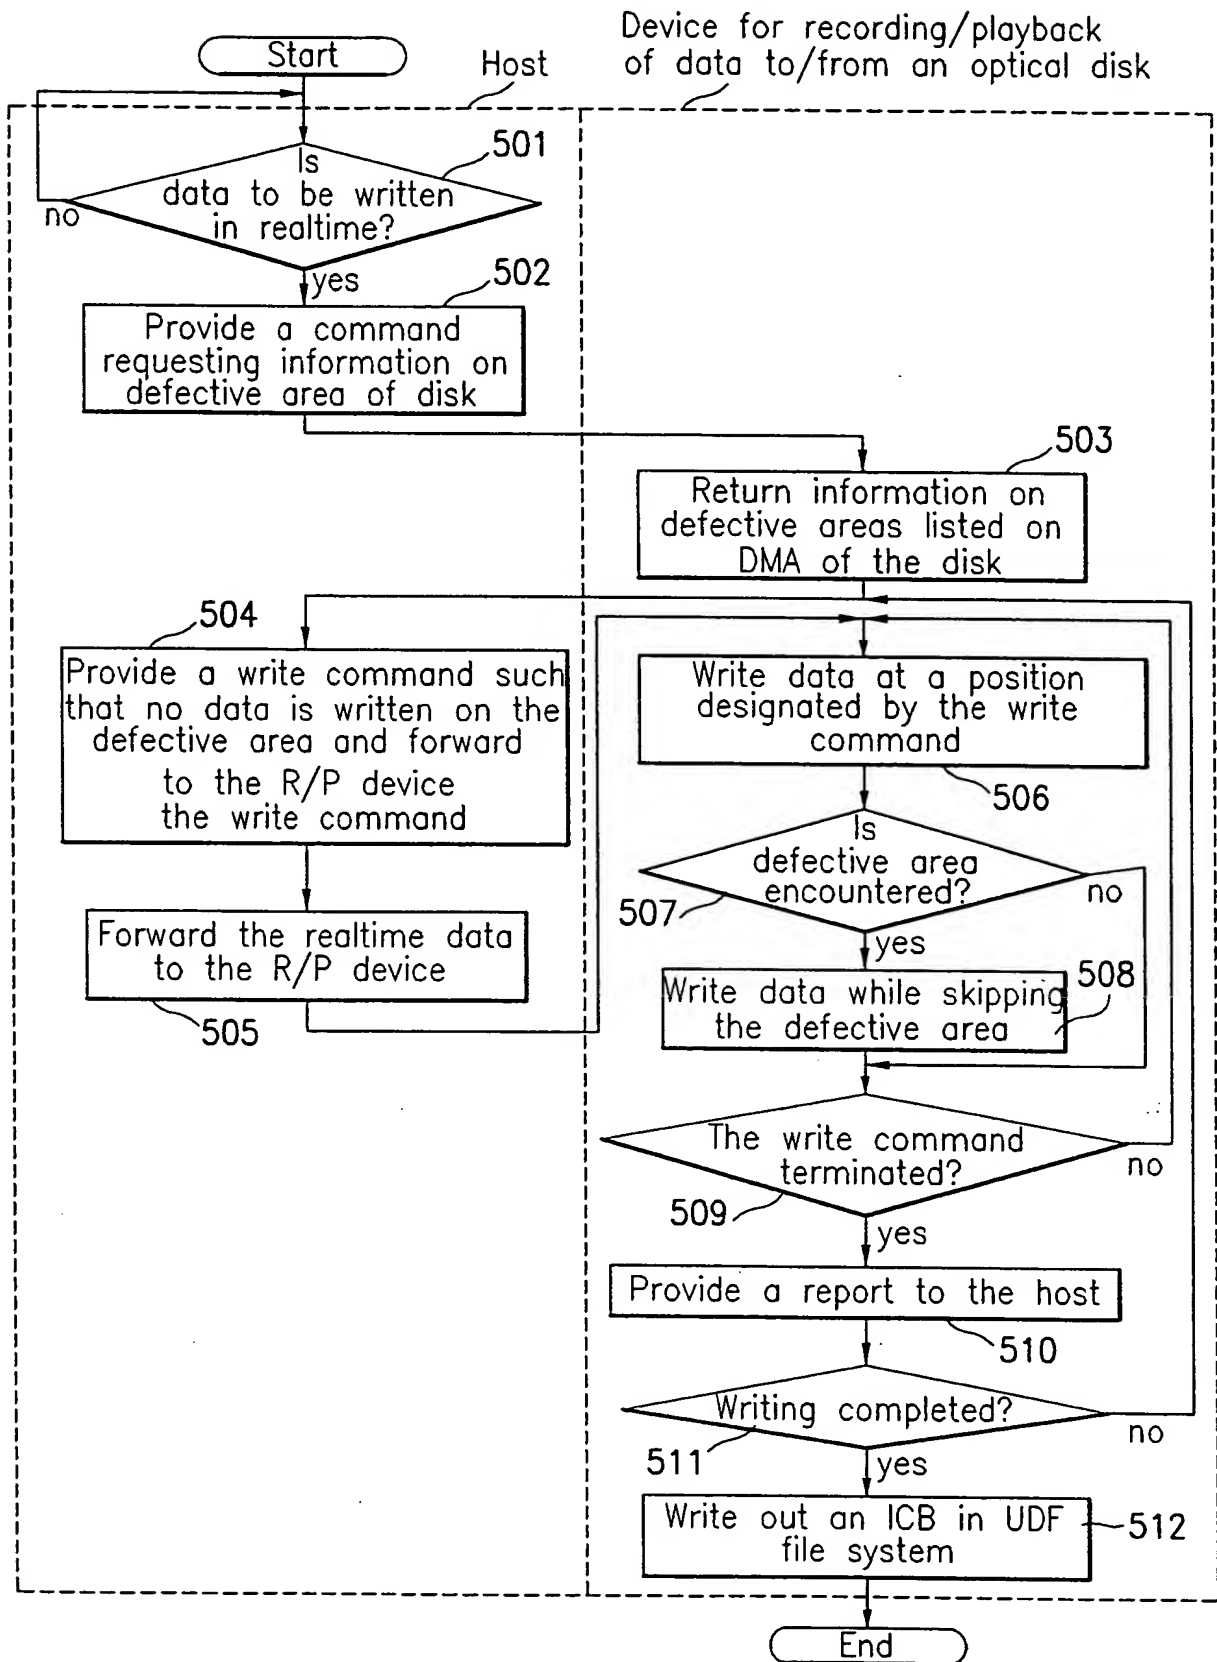 Device for recording/playback
of data to/from an optical disk
Start
Host
501
Is
data to be written
in realtime?
no
yes
502
Provide a command
requesting information on
defective area of disk
503
Return information on
defective areas listed on
DMA of the disk
504
Provide a write command such
that no data is written on the
defective area and forward
to the R/P device
the write command
Write data at a position
designated by the write
command
506
Is
defective area
encountered?
507
no
yes
Forward the realtime data
to the R/P device
505
Write data while skipping
the defective area
508
The write command
terminated?
509
no
yes
Provide a report to the host
510
Writing completed?
511
no
yes
Write out an ICB in UDF
file system
512
End